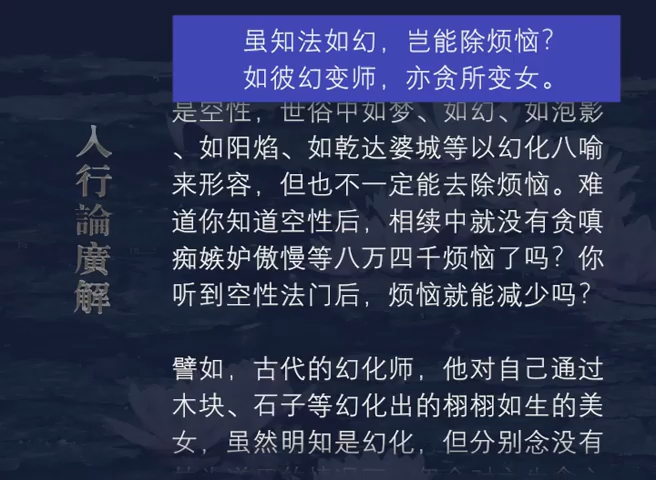 虽知法如幻，岂能除烦恼？
如彼幻变师，亦贪所变女。
是空性，世俗中如梦、如幻、如泡影
、如阳焰、如乾达婆城等以幻化八喻
来形容，但也不一定能去除烦恼。难
道你知道空性后，相续中就没有贪嗔
痴嫉妒傲慢等八万四千烦恼了吗？你
听到空性法门后，烦恼就能减少吗？
譬如，古代的幻化师，他对自己通过
木块、石子等幻化出的栩栩如生的美
女，虽然明知是幻化，但分别念没有
入行論廣解